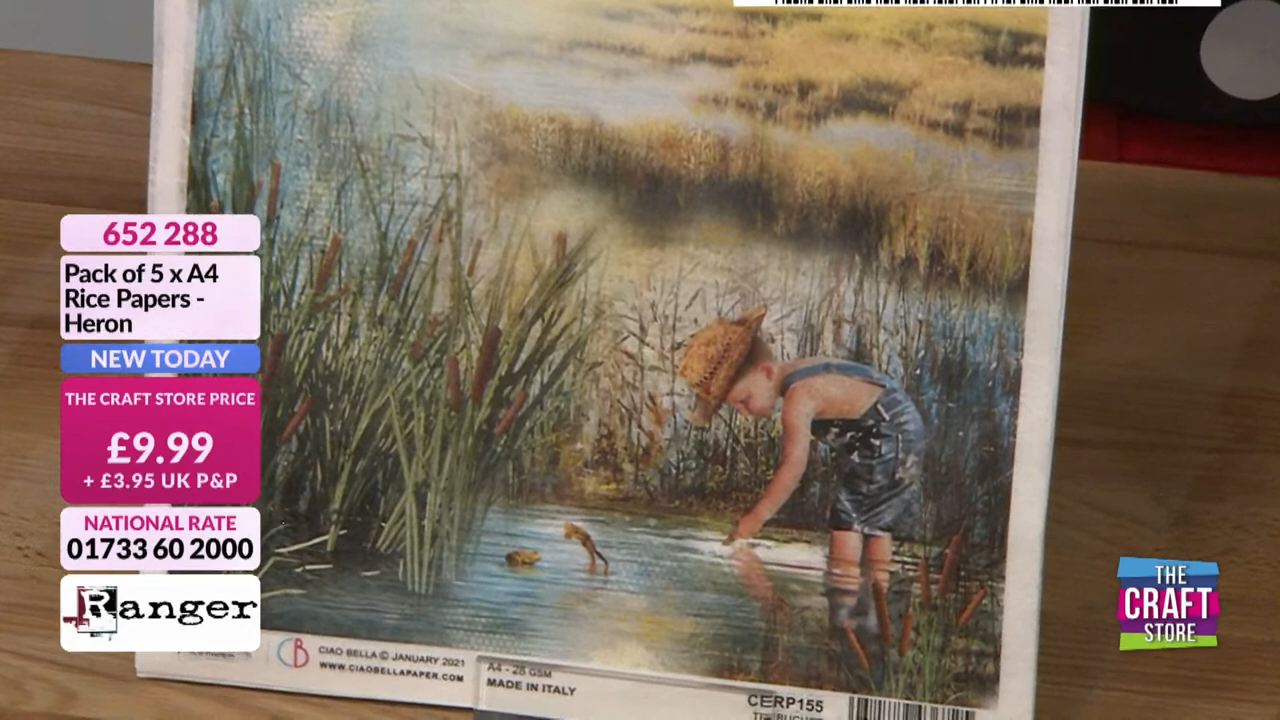 652 288
Pack of 5 x A4
Rice Papers -
Heron
NEW TODAY
THE CRAFT STORE PRICE
£9.99
+ £3.95 UK P&P
NATIONAL RATE
01733 60 2000
Ranger
CIAO BELLA © JANUARY 2021
WWW.CIAOBELLAPAPER.COM
A4 - 28 GSM
MADE IN ITALY
CERP155
THE
CRAFT
STORE